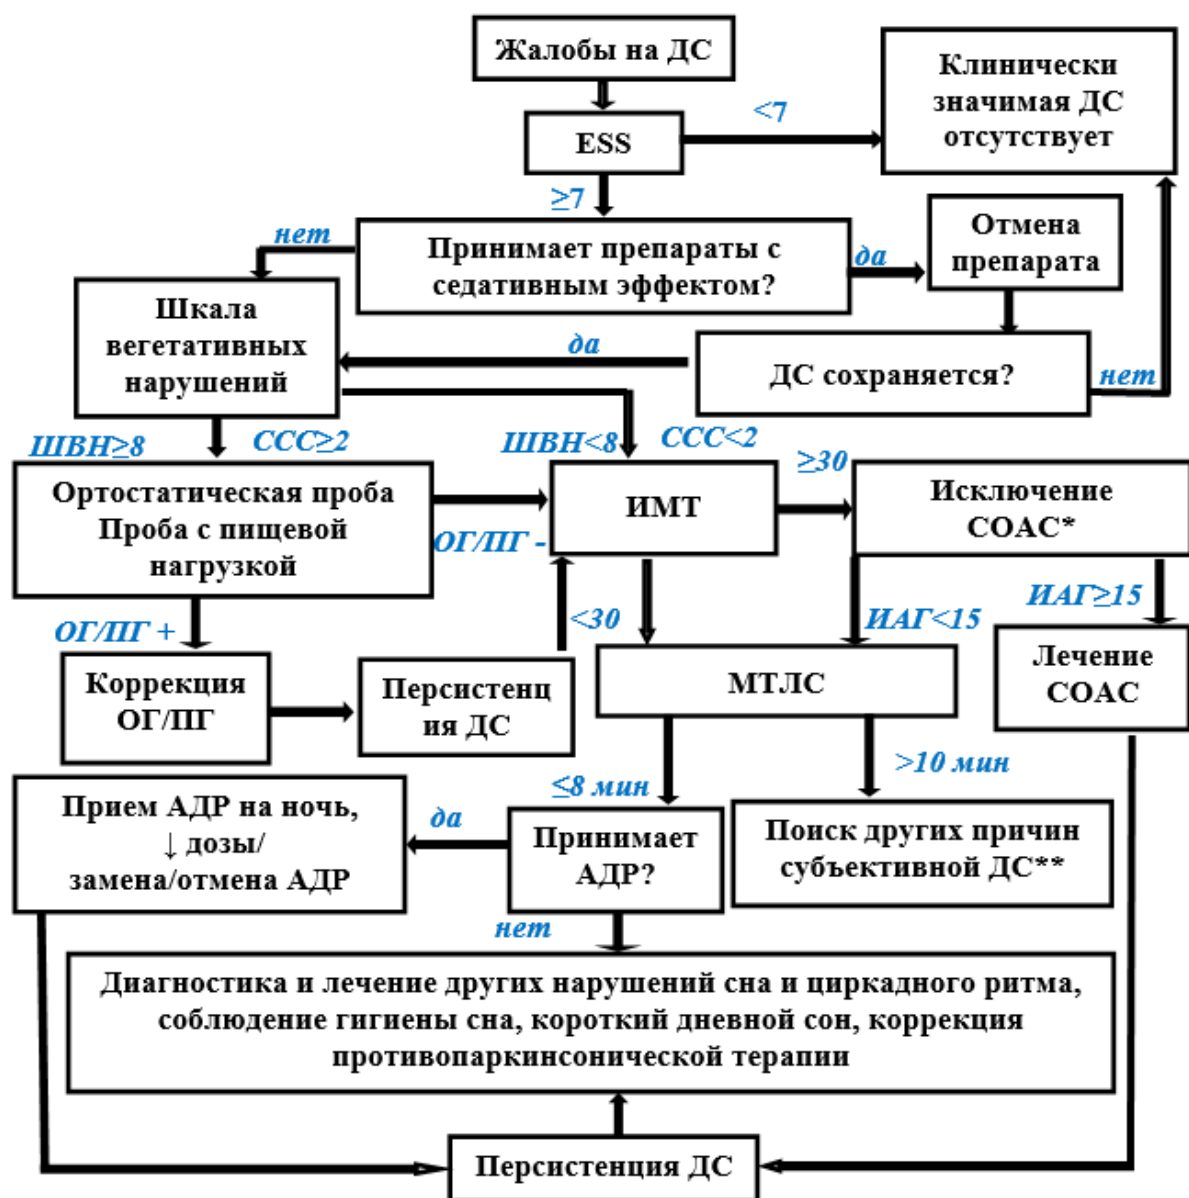 Жалобы на ДС
Клинически
значимая ДС
отсутствует
<7
ESS
≥7
Принимает препараты с
седативным эффектом?
нет
да
Отмена
препарата
Шкала
вегетативных
нарушений
да
ДС сохраняется?
нет
ШВН≥8
ССС≥2
ШВН<8
ССС<2
Ортостатическая проба
Проба с пищевой
нагрузкой
ИМТ
≥30
Исключение
СОАС*
ОГ/ПГ -
ОГ/ПГ +
<30
ИАГ<15
ИАГ≥15
Коррекция
ОГ/ПГ
Персистенц
ия ДС
МТЛС
Лечение
СОАС
≤8 мин
>10 мин
Прием АДР на ночь,
↓ дозы/
замена/отмена АДР
да
Принимает
АДР?
Поиск других причин
субъективной ДС**
нет
Диагностика и лечение других нарушений сна и циркадного ритма,
соблюдение гигиены сна, короткий дневной сон, коррекция
противопаркинсонической терапии
Персистенция ДС